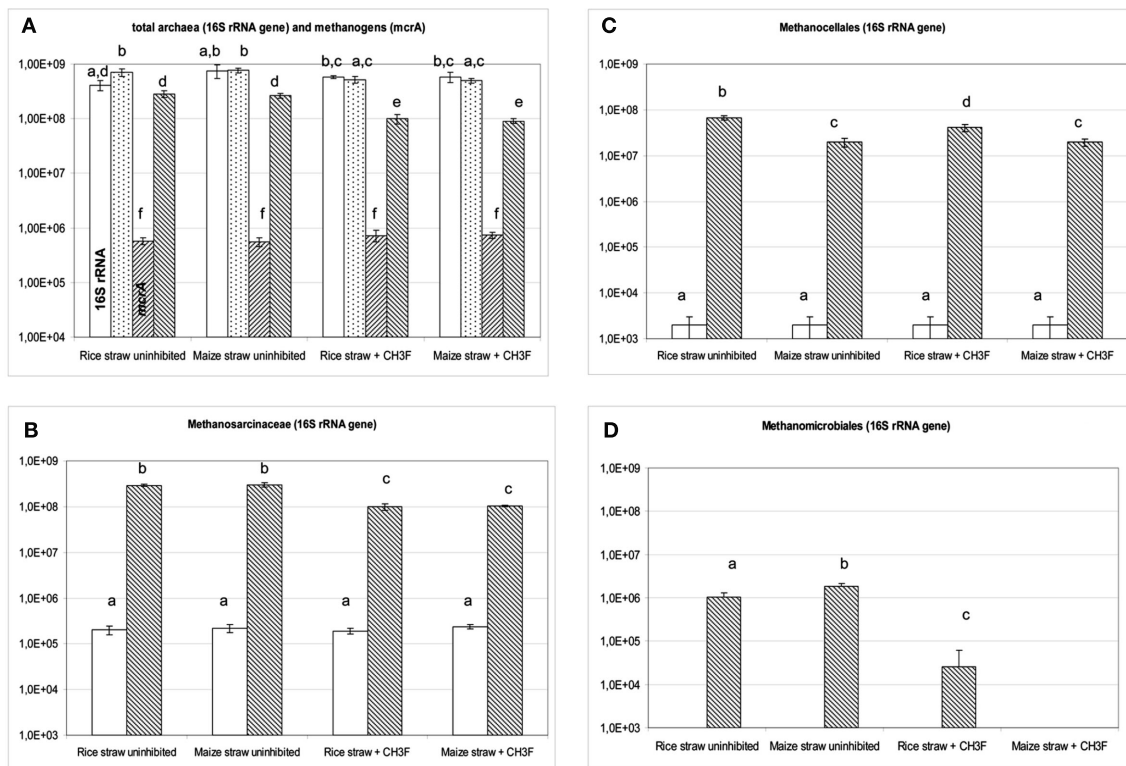 A
total archaea (16S rRNA gene) and methanogens (mcrA)
1,00E+09
1,00E+08
1,00E+07
1,00E+06
1,00E+05
1,00E+04
a,d
b
d
f
a,b
b
d
f
b,c
a,c
e
f
b,c
a,c
e
f
16S rRNA
mcrA
Rice straw uninhibited
Maize straw uninhibited
Rice straw + CH3F
Maize straw + CH3F
B
Methanosarcinaceae (16S rRNA gene)
1,0E+09
1,0E+08
1,0E+07
1,0E+06
1,0E+05
1,0E+04
1,0E+03
a
b
a
b
a
c
a
c
Rice straw uninhibited
Maize straw uninhibited
Rice straw + CH3F
Maize straw + CH3F
C
Methanocellales (16S rRNA gene)
1,0E+09
1,0E+08
1,0E+07
1,0E+06
1,0E+05
1,0E+04
1,0E+03
a
b
a
c
a
d
a
c
Rice straw uninhibited
Maize straw uninhibited
Rice straw + CH3F
Maize straw + CH3F
D
Methanomicrobiales (16S rRNA gene)
1,0E+09
1,0E+08
1,0E+07
1,0E+06
1,0E+05
1,0E+04
1,0E+03
a
b
c
Rice straw uninhibited
Maize straw uninhibited
Rice straw + CH3F
Maize straw + CH3F